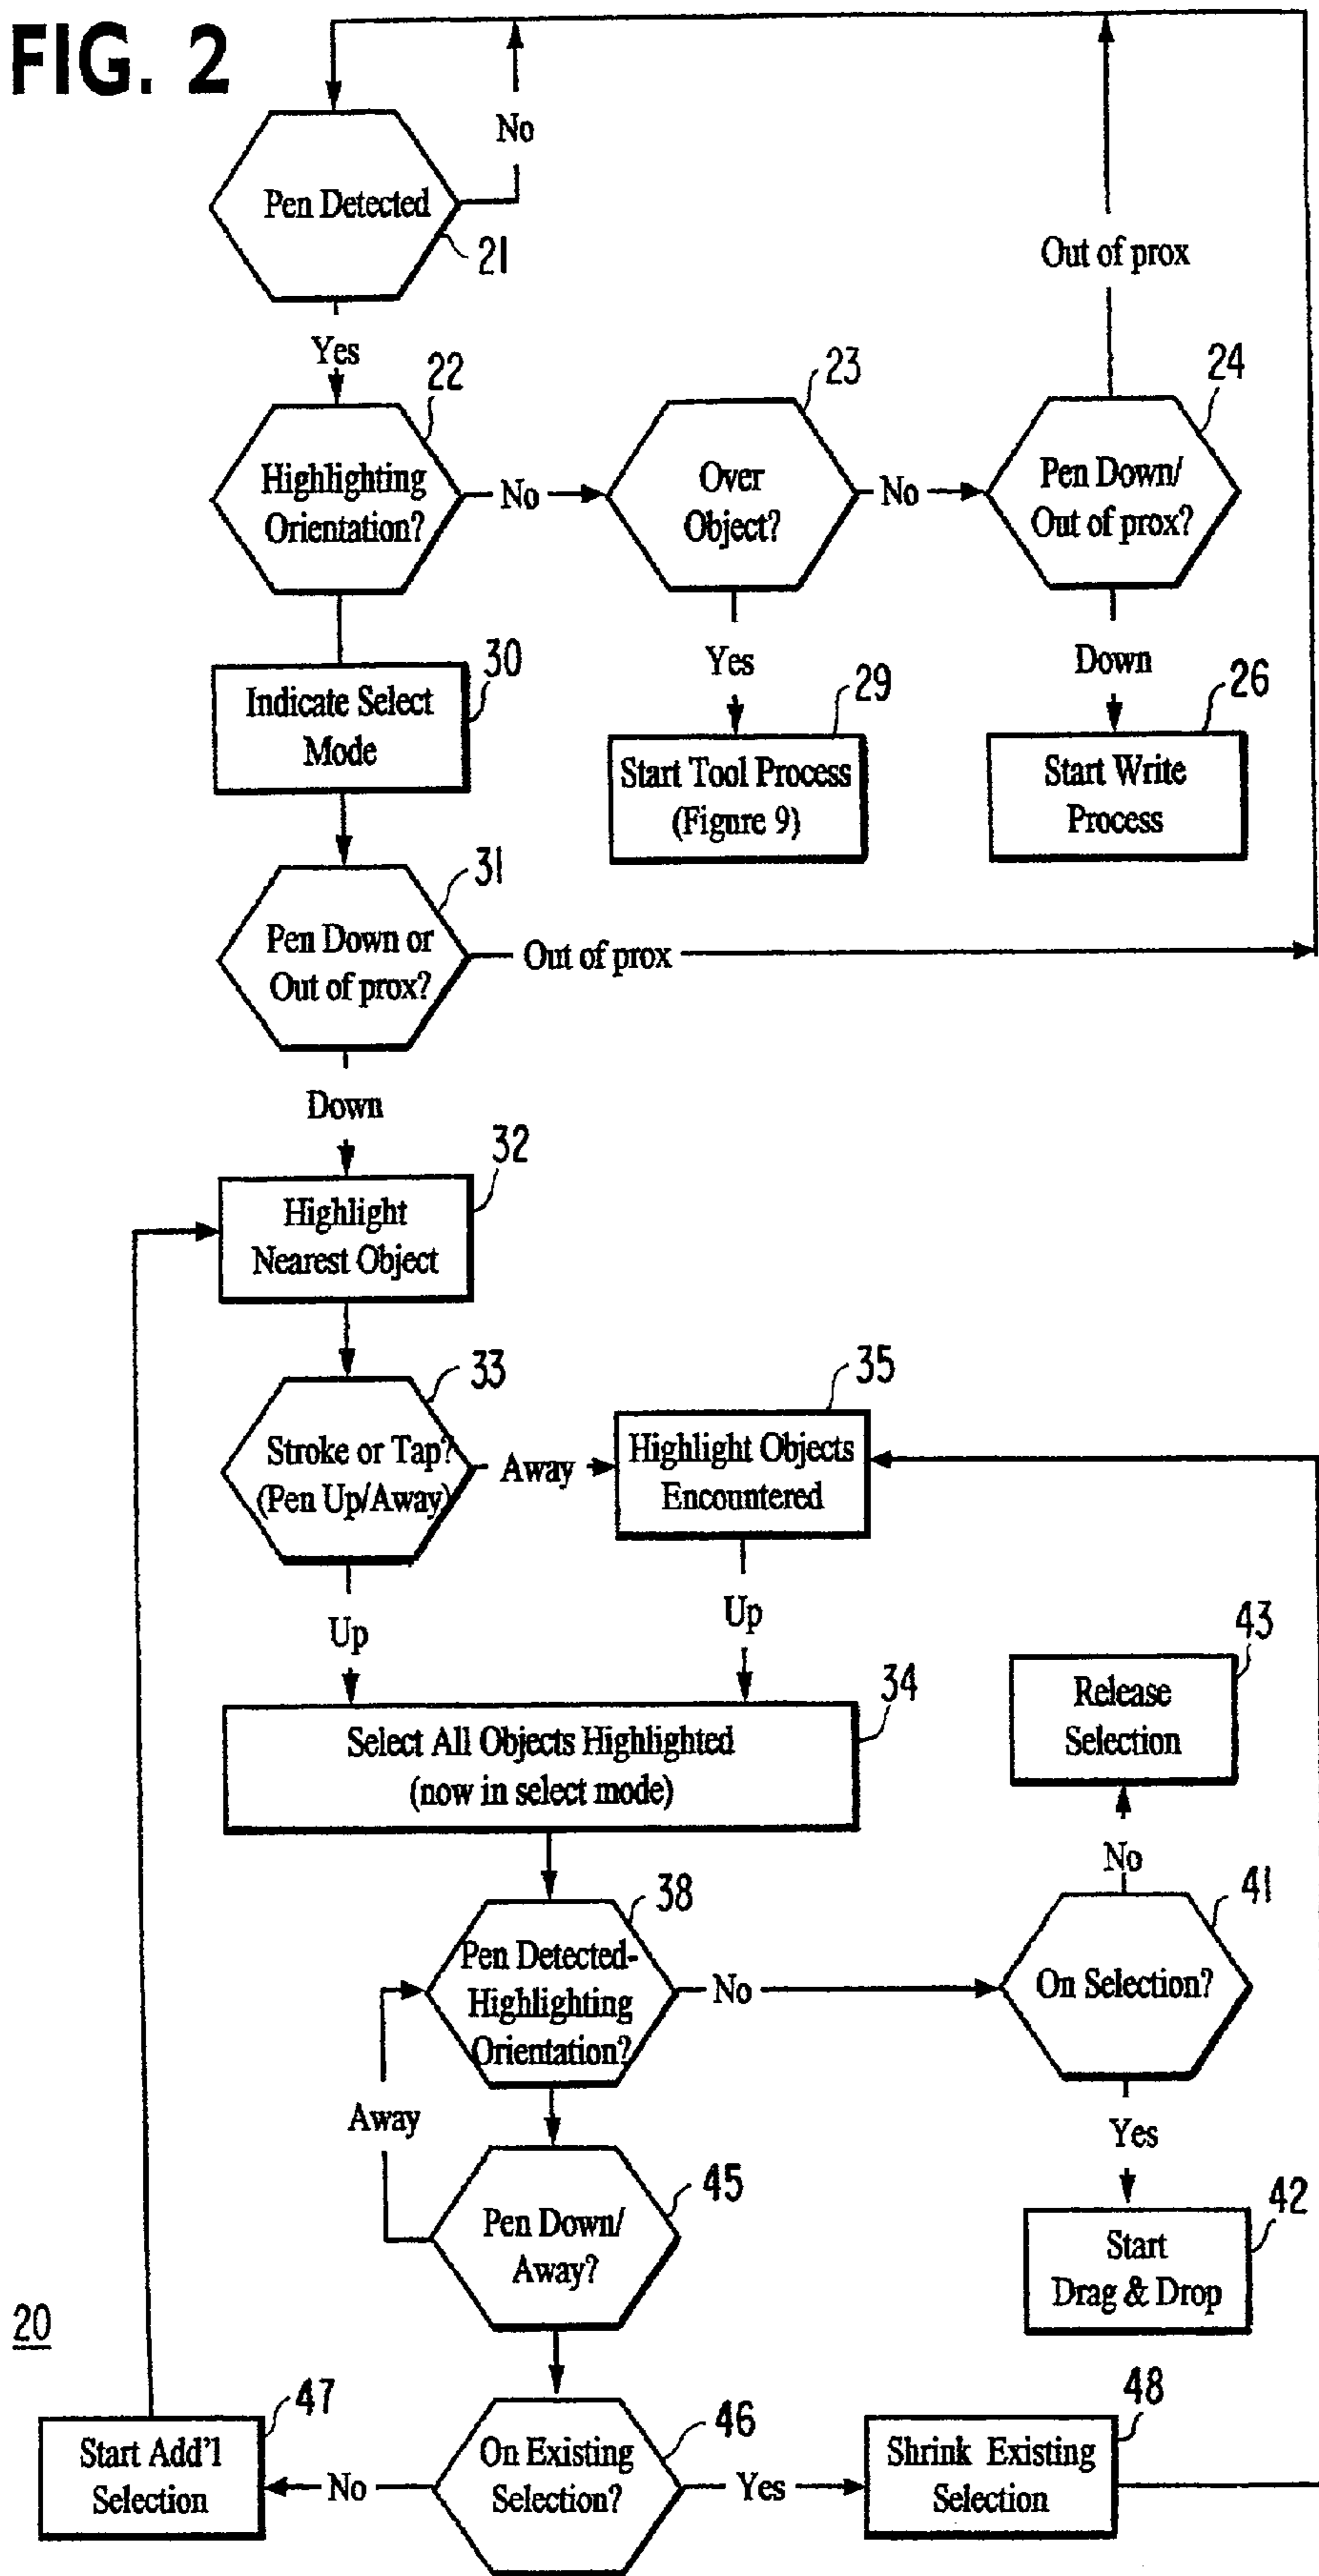 FIG. 2
No
Pen Detected
21
Out of prox
Yes
22
23
24
Highlighting
Orientation?
No
Over
Object?
No
Pen Down/
Out of prox?
30
Yes
Down
Indicate Select
Mode
29
26
Start Tool Process
(Figure 9)
Start Write
Process
31
Pen Down or
Out of prox?
Out of prox
Down
32
Highlight
Nearest Object
33
35
Stroke or Tap?
(Pen Up/Away)
Away
Highlight Objects
Encountered
Up
Up
43
34
Release
Selection
Select All Objects Highlighted
(now in select mode)
No
38
41
Pen Detected-
Highlighting
Orientation?
No
On Selection?
Away
Yes
45
42
Pen Down/
Away?
Start
Drag & Drop
20
47
46
48
Start Add'l
Selection
No
On Existing
Selection?
Yes
Shrink Existing
Selection